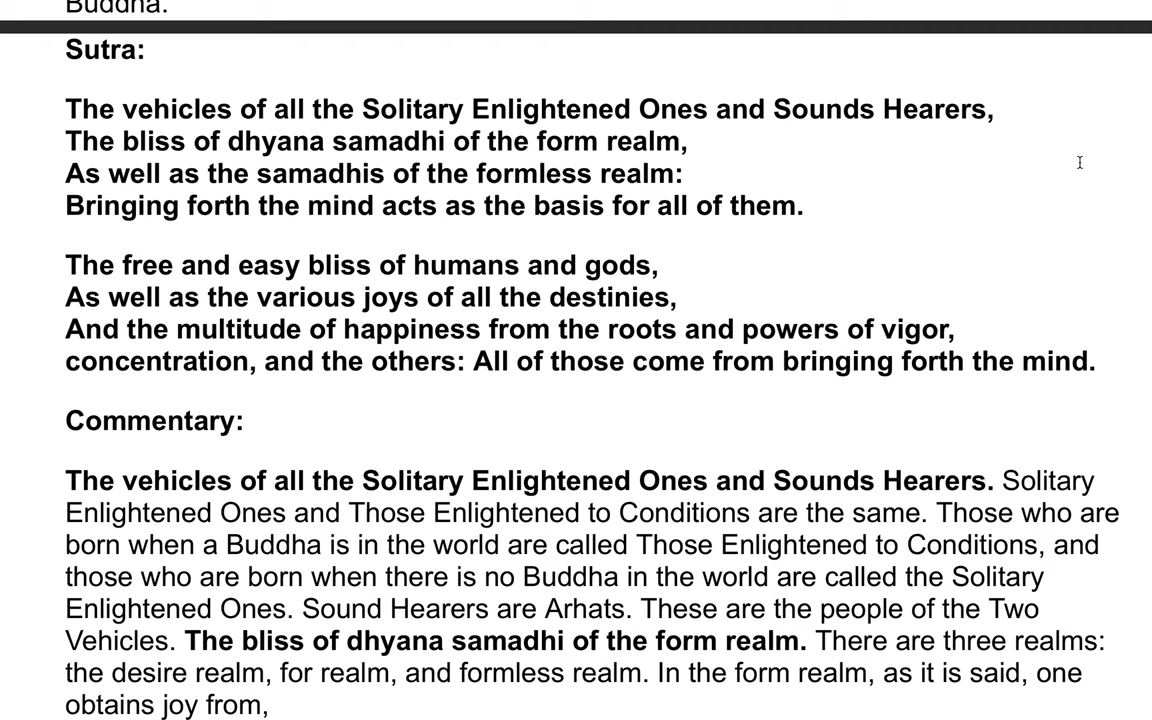 Buddha.
Sutra:
The vehicles of all the Solitary Enlightened Ones and Sounds Hearers,
The bliss of dhyana samadhi of the form realm,
As well as the samadhis of the formless realm:
Bringing forth the mind acts as the basis for all of them.
The free and easy bliss of humans and gods,
As well as the various joys of all the destinies,
And the multitude of happiness from the roots and powers of vigor,
concentration, and the others: All of those come from bringing forth the mind.
Commentary:
The vehicles of all the Solitary Enlightened Ones and Sounds Hearers. Solitary
Enlightened Ones and Those Enlightened to Conditions are the same. Those who are
born when a Buddha is in the world are called Those Enlightened to Conditions, and
those who are born when there is no Buddha in the world are called the Solitary
Enlightened Ones. Sound Hearers are Arhats. These are the people of the Two
Vehicles. The bliss of dhyana samadhi of the form realm. There are three realms:
the desire realm, for realm, and formless realm. In the form realm, as it is said, one
obtains joy from,